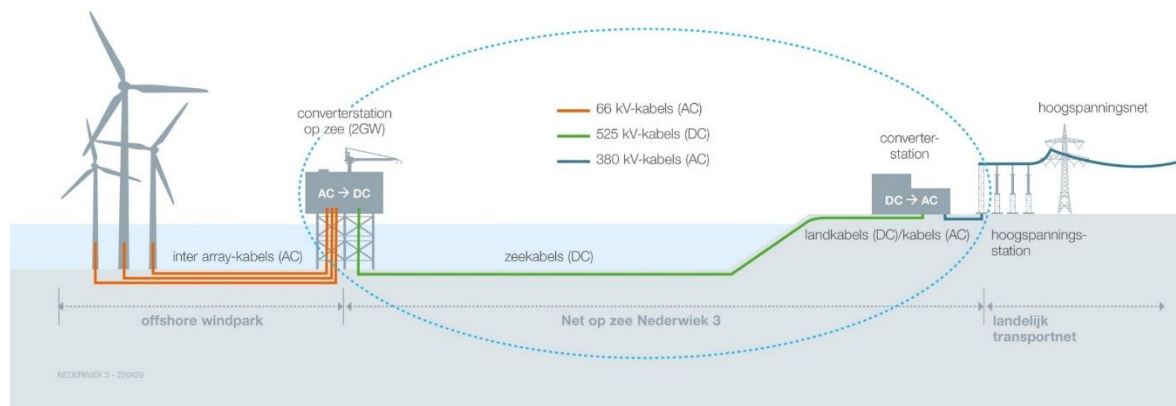 66 kV-kabels (AC)
525 kV-kabels (DC)
380 kV-kabels (AC)
converterstation
op zee (2GW)
AC → DC
converter-
station
DC → AC
hoogspanningsnet
inter array-kabels (AC)
zeekabels (DC)
landkabels (DC)/kabels (AC)
hoogspannings-
station
offshore windpark
Net op zee Nederwiek 3
landelijk
transportnet
NEDERWIEK 3 - 220429